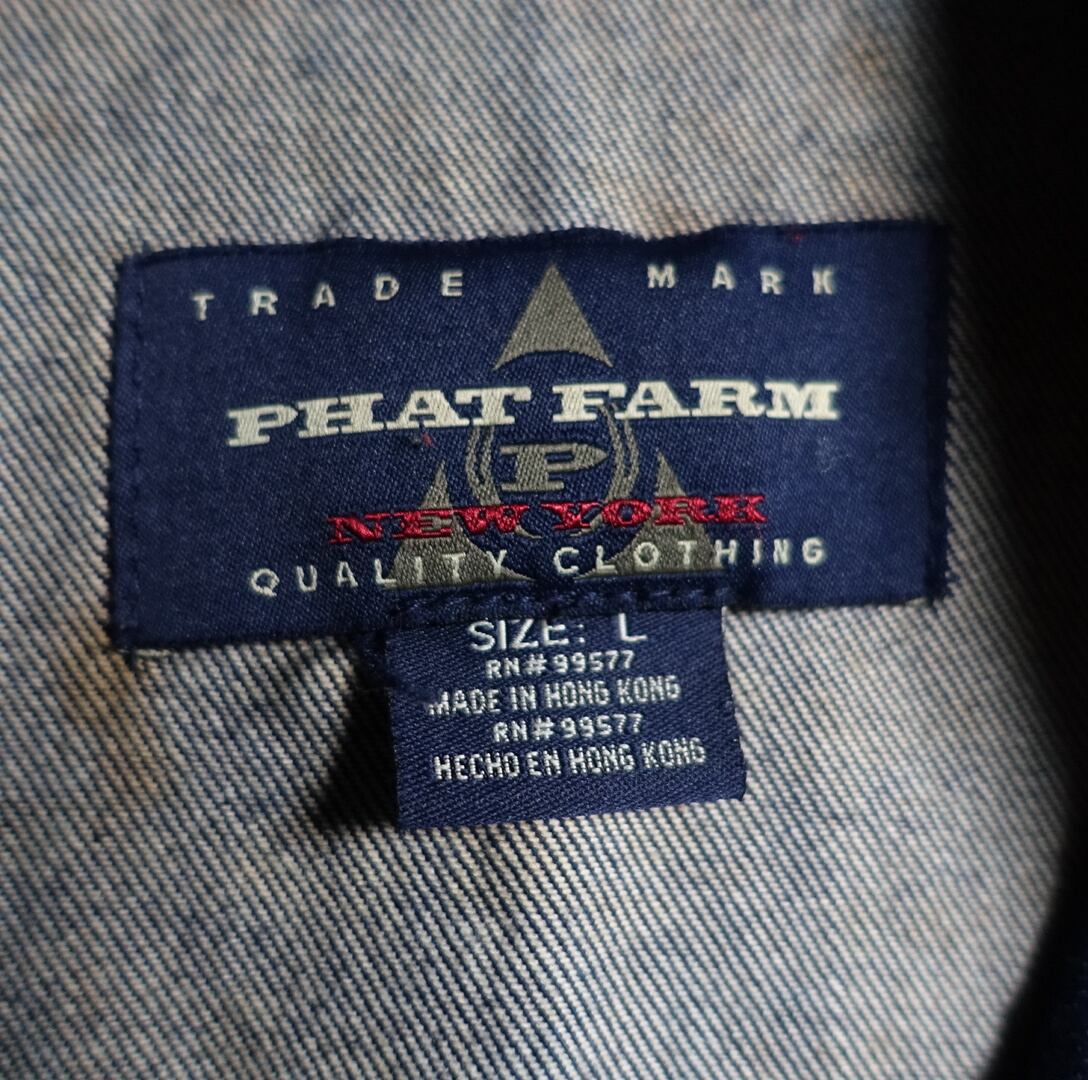 TRADE MARK
PHAT FARM
P
NEW YORK
QUALITY CLOTHING
SIZE: L
RN# 99577
MADE IN HONG KONG
RN# 99577
HECHO EN HONG KONG